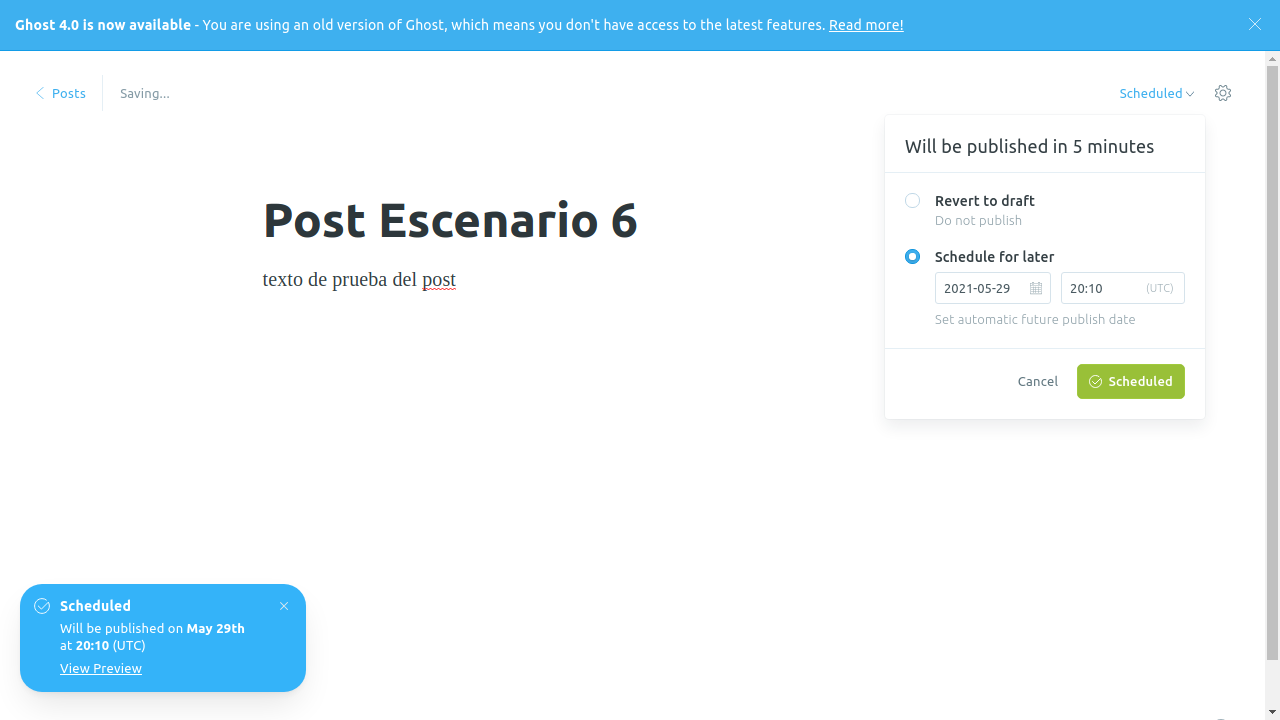 Ghost 4.0 is now available - You are using an old version of Ghost, which means you don't have access to the latest features. Read more!
Posts
Saving...
Scheduled
Will be published in 5 minutes
Post Escenario 6
texto de prueba del post
Revert to draft
Do not publish
Schedule for later
2021-05-29
20:10
(UTC)
Set automatic future publish date
Cancel
Scheduled
Scheduled
Will be published on May 29th
at 20:10 (UTC)
View Preview